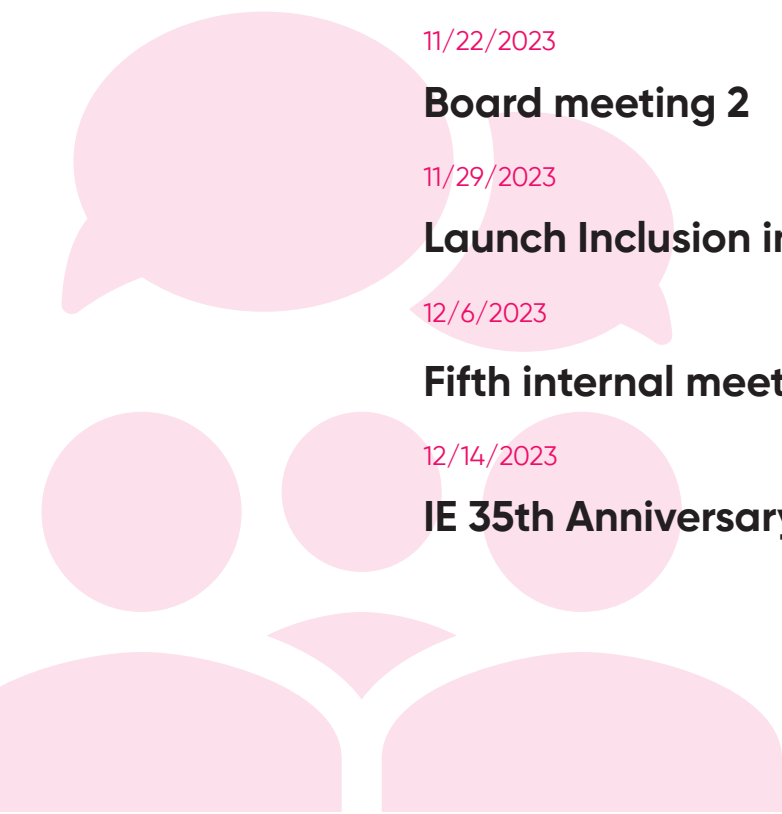 11/22/2023
Board meeting 2
11/29/2023
Launch Inclusion
12/6/2023
Fifth internal
12/14/2023
IE 35th Anniversary